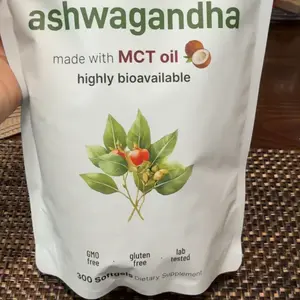 ashwagandha
made with MCT oil
highly bioavailable
GMO gluten lab
free free tested
300 Softgels Dietary Supplement